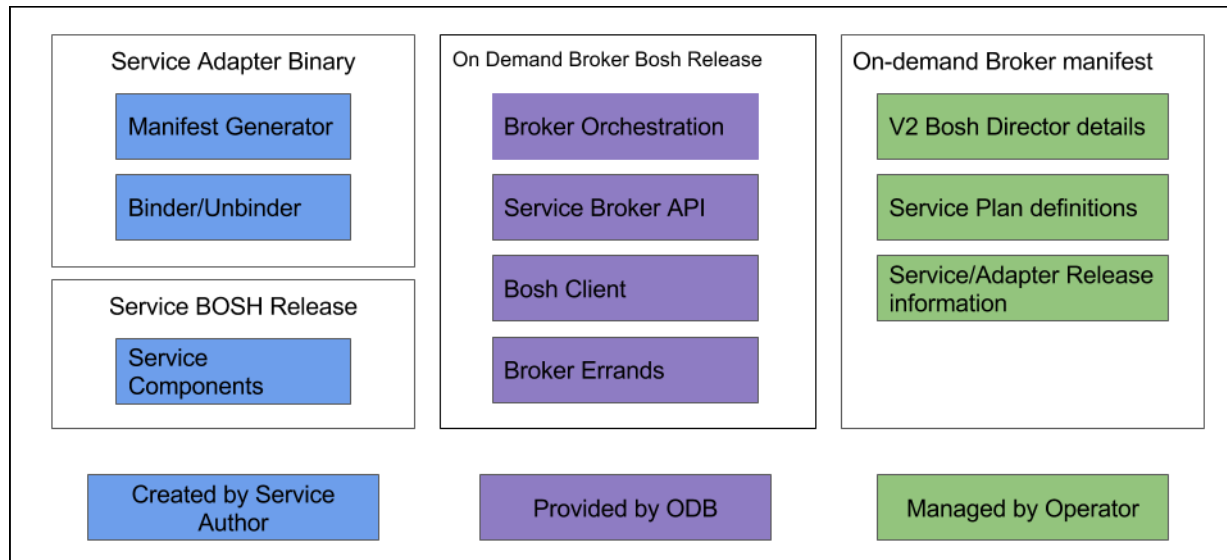 Service Adapter Binary
Manifest Generator
Binder/Unbinder
Service BOSH Release
Service
Components
On Demand Broker Bosh Release
Broker Orchestration
Service Broker API
Bosh Client
Broker Errands
On-demand Broker manifest
V2 Bosh Director details
Service Plan definitions
Service/Adapter Release
information
Created by Service
Author
Provided by ODB
Managed by Operator